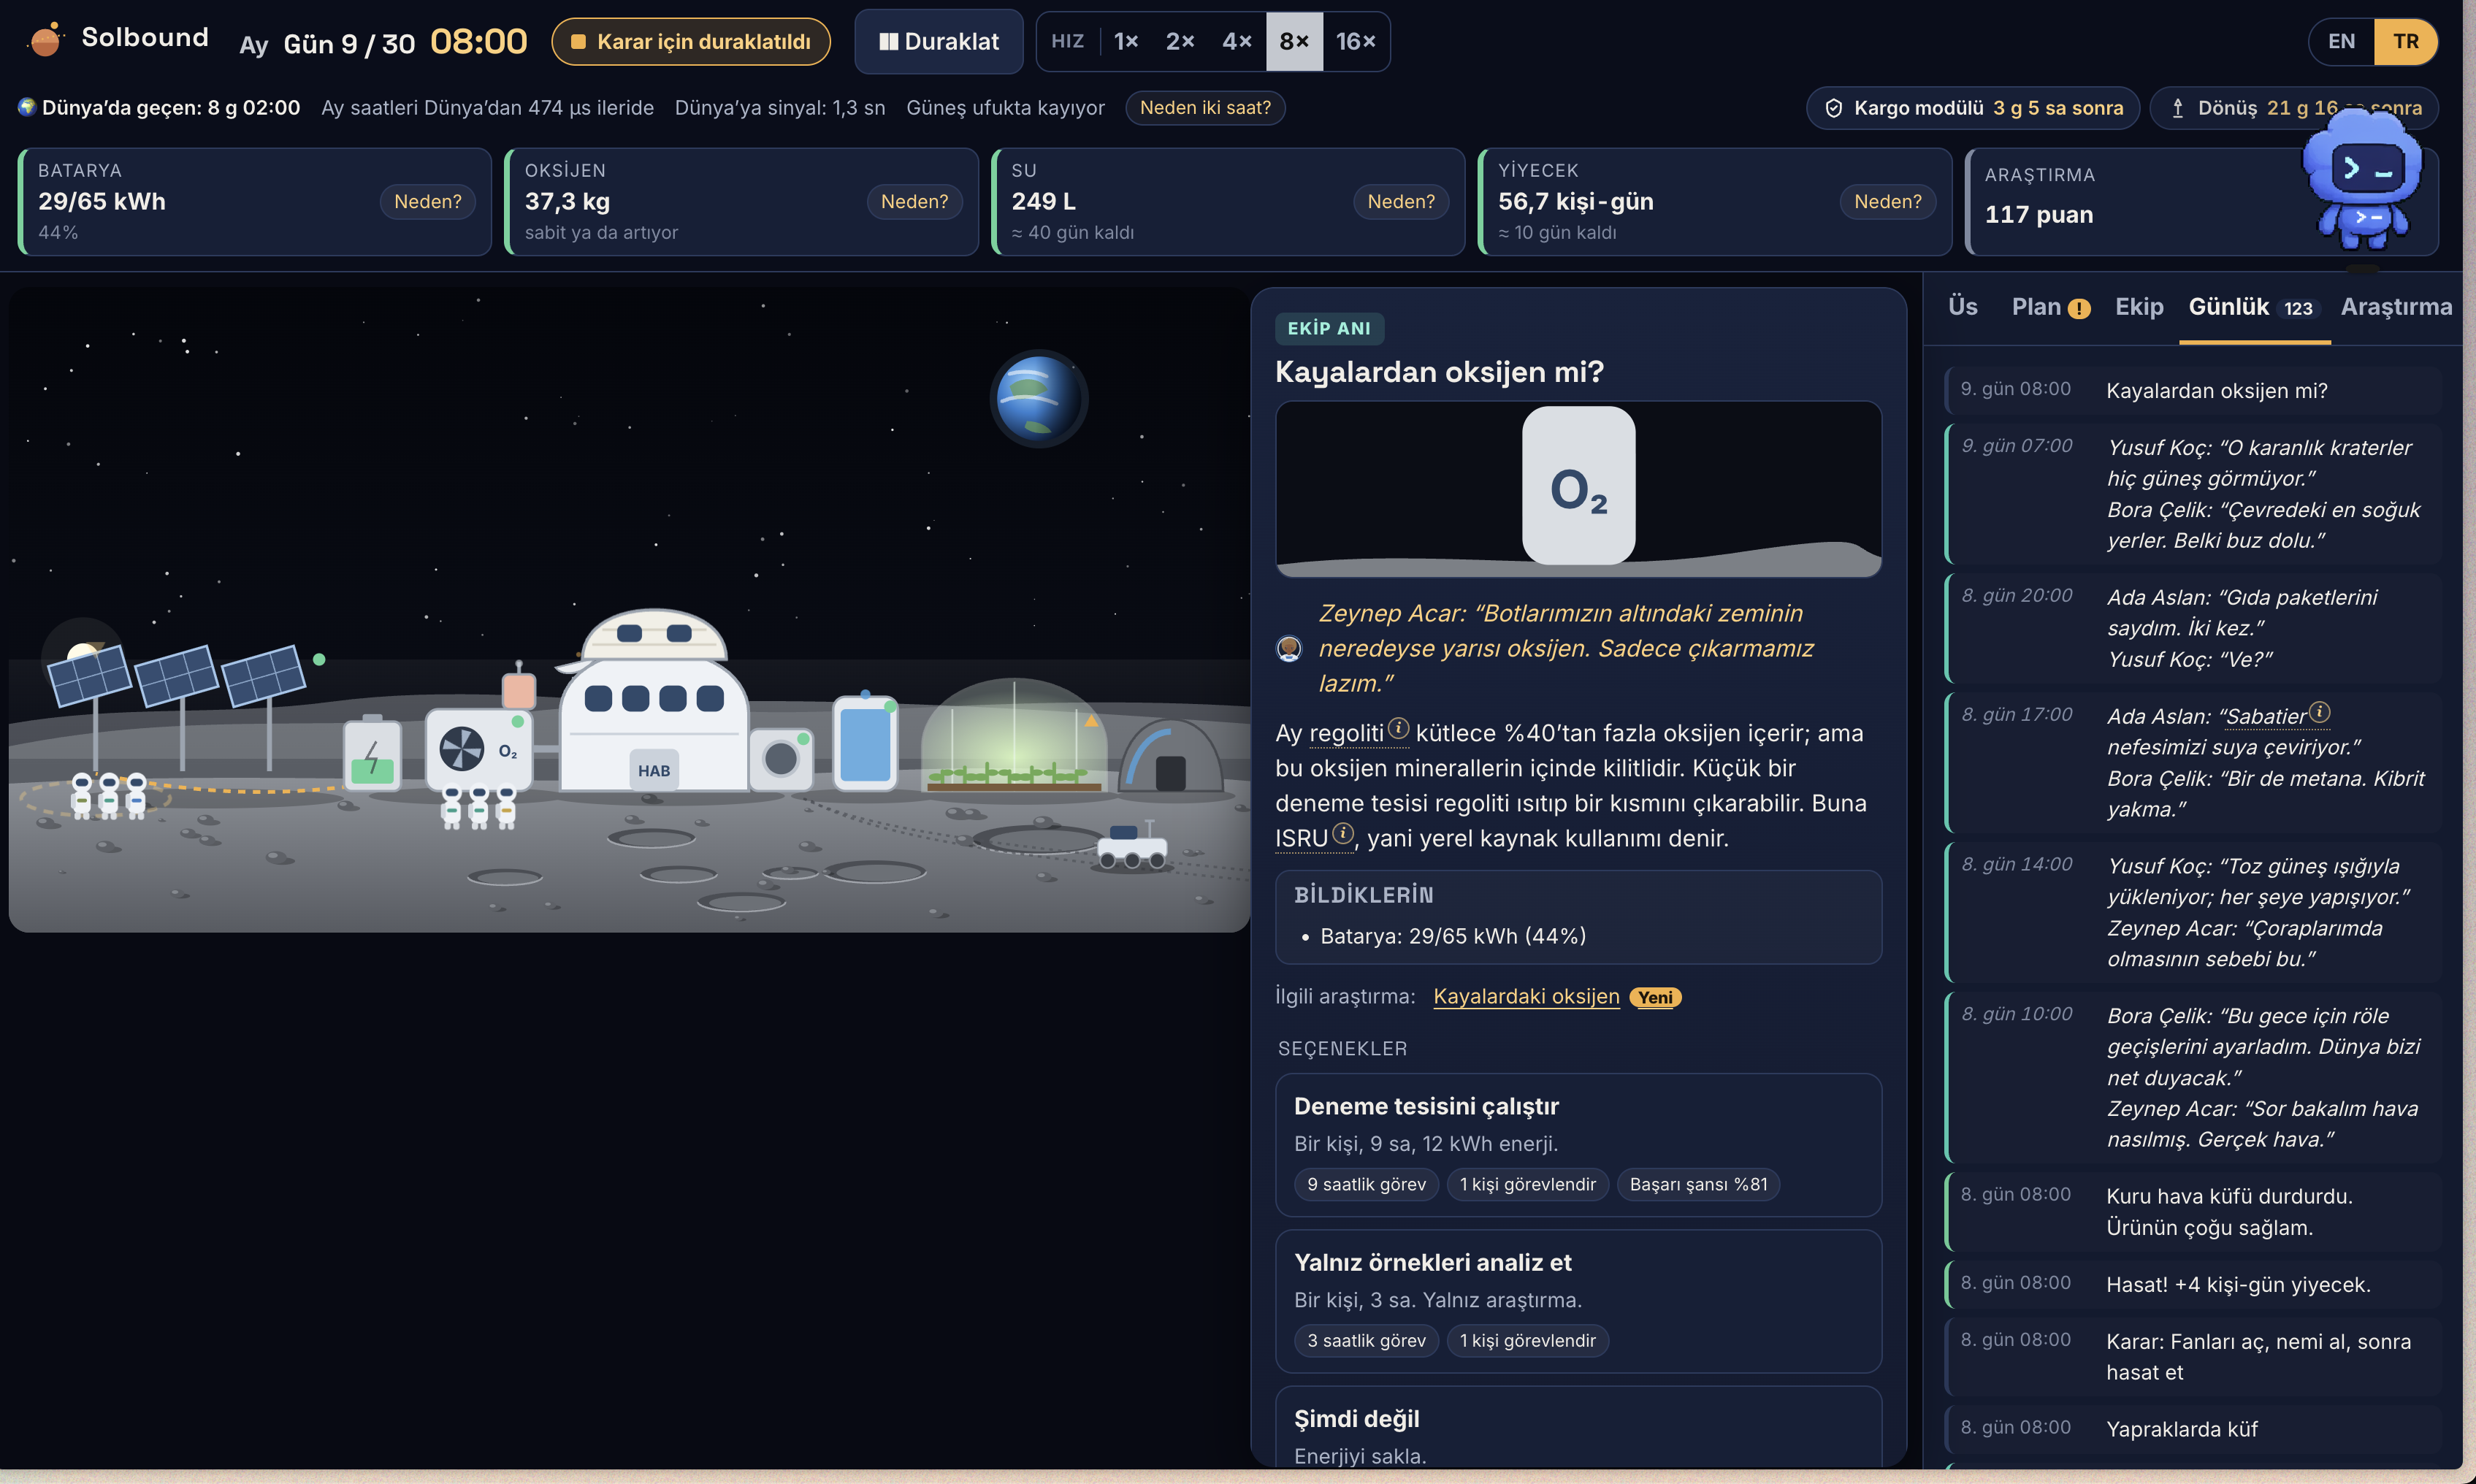 Solbound
Ay Gün 9 / 30 08:00
Karar için duraklatıldı
Duraklat
HIZ 1× 2× 4× 8× 16×
EN TR
Dünya’da geçen: 8 g 02:00 Ay saatleri Dünya’dan 474 µs ileride Dünya’ya sinyal: 1,3 sn Güneş ufukta kayıyor Neden iki saat?
Kargo modülü 3 g 5 sa sonra
Dönüş 21 g 16 sonra
BATARYA
29/65 kWh
44%
Neden?
OKSİJEN
37,3 kg
sabit ya da artıyor
Neden?
SU
249 L
≈ 40 gün kaldı
Neden?
YİYECEK
56,7 kişi-gün
≈ 10 gün kaldı
Neden?
ARAŞTIRMA
117 puan
O₂
HAB
EKİP ANI
Kayalardan oksijen mi?
O₂
Zeynep Acar: “Botlarımızın altındaki zeminin
neredeyse yarısı oksijen. Sadece çıkarmamız
lazım.”
Ay regoliti i kütlece %40’tan fazla oksijen içerir; ama
bu oksijen minerallerin içinde kilitlidir. Küçük bir
deneme tesisi regoliti ısıtıp bir kısmını çıkarabilir. Buna
ISRU i, yani yerel kaynak kullanımı denir.
BİLDİKLERİN
• Batarya: 29/65 kWh (44%)
İlgili araştırma: Kayalardaki oksijen Yeni
SEÇENEKLER
Deneme tesisini çalıştır
Bir kişi, 9 sa, 12 kWh enerji.
9 saatlik görev 1 kişi görevlendir Başarı şansı %81
Yalnız örnekleri analiz et
Bir kişi, 3 sa. Yalnız araştırma.
3 saatlik görev 1 kişi görevlendir
Şimdi değil
Enerjiyi sakla.
Üs Plan ! Ekip Günlük 123 Araştırma
9. gün 08:00 Kayalardan oksijen mi?
9. gün 07:00 Yusuf Koç: “O karanlık kraterler
hiç güneş görmüyor.”
Bora Çelik: “Çevredeki en soğuk
yerler. Belki buz dolu.”
8. gün 20:00 Ada Aslan: “Gıda paketlerini
saydım. İki kez.”
Yusuf Koç: “Ve?”
8. gün 17:00 Ada Aslan: “Sabatier i
nefesimizi suya çeviriyor.”
Bora Çelik: “Bir de metana. Kibrit
yakma.”
8. gün 14:00 Yusuf Koç: “Toz güneş ışığıyla
yükleniyor; her şeye yapışıyor.”
Zeynep Acar: “Çoraplarımda
olmasının sebebi bu.”
8. gün 10:00 Bora Çelik: “Bu gece için röle
geçişlerini ayarladım. Dünya bizi
net duyacak.”
Zeynep Acar: “Sor bakalım hava
nasılmış. Gerçek hava.”
8. gün 08:00 Kuru hava küfü durdurdu.
Ürünün çoğu sağlam.
8. gün 08:00 Hasat! +4 kişi-gün yiyecek.
8. gün 08:00 Karar: Fanları aç, nemi al, sonra
hasat et
8. gün 08:00 Yapraklarda küf